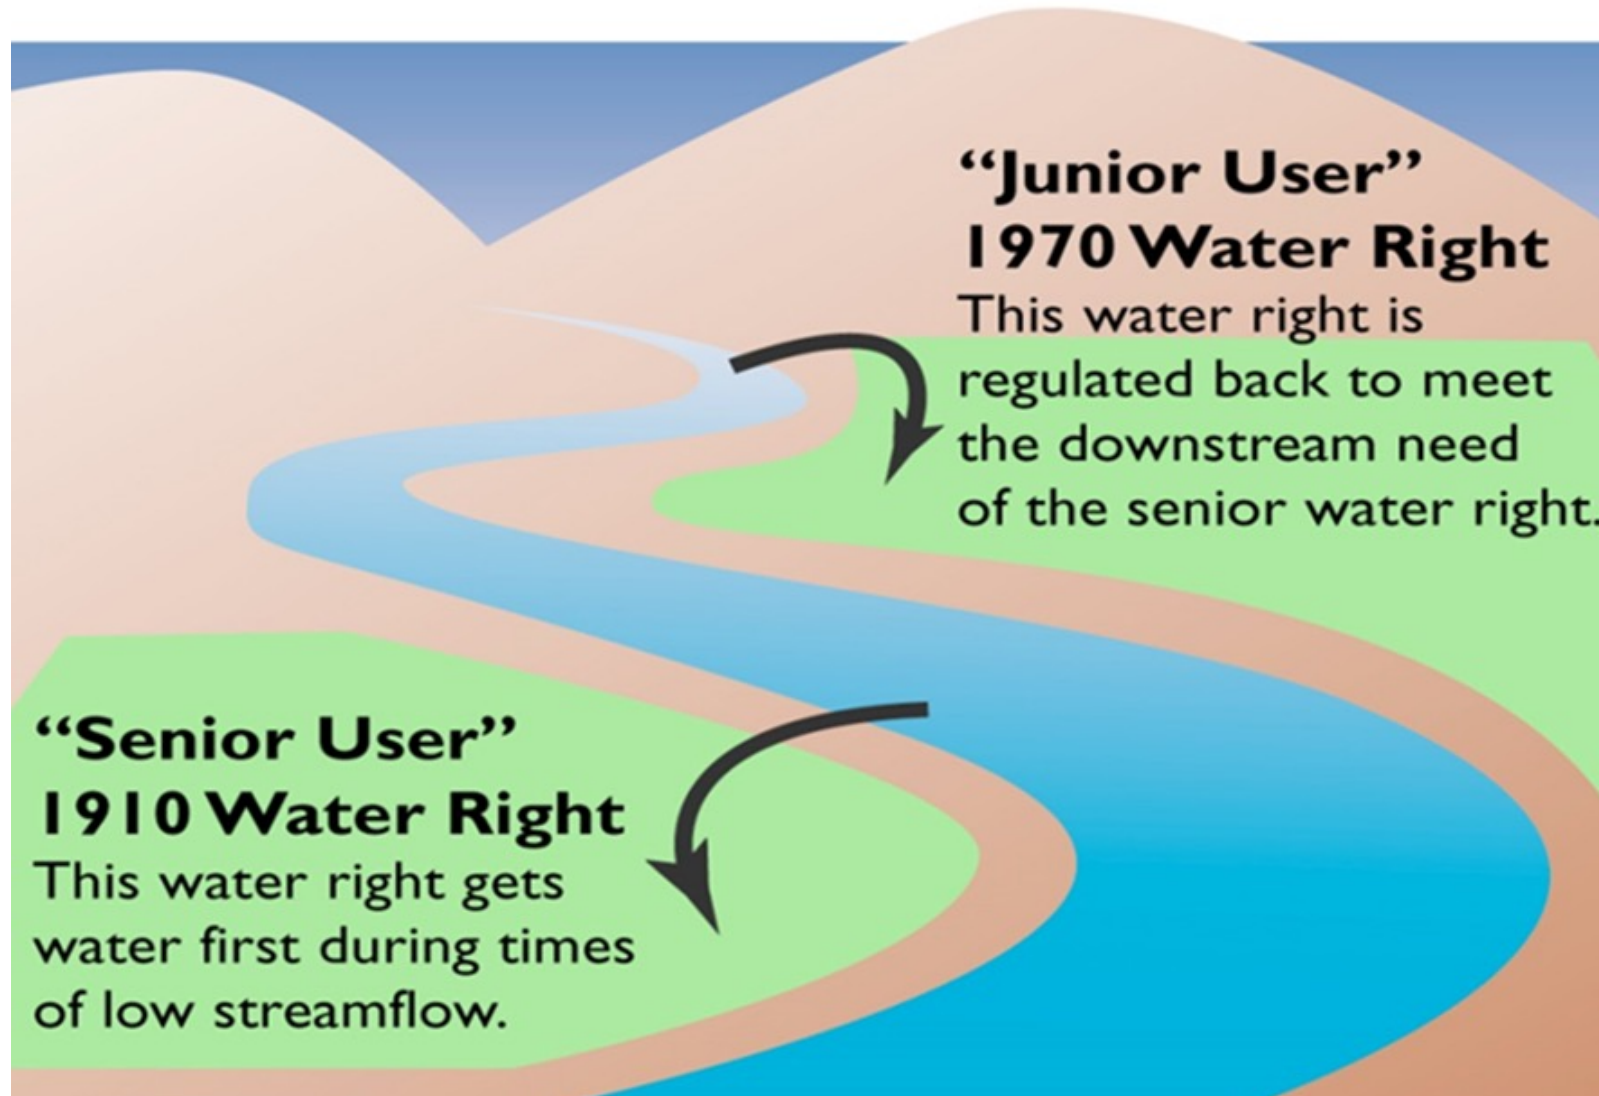 “Junior User”
1970 Water Right
This water right is
regulated back to meet
the downstream need
of the senior water right.
“Senior User”
1910 Water Right
This water right gets
water first during times
of low streamflow.